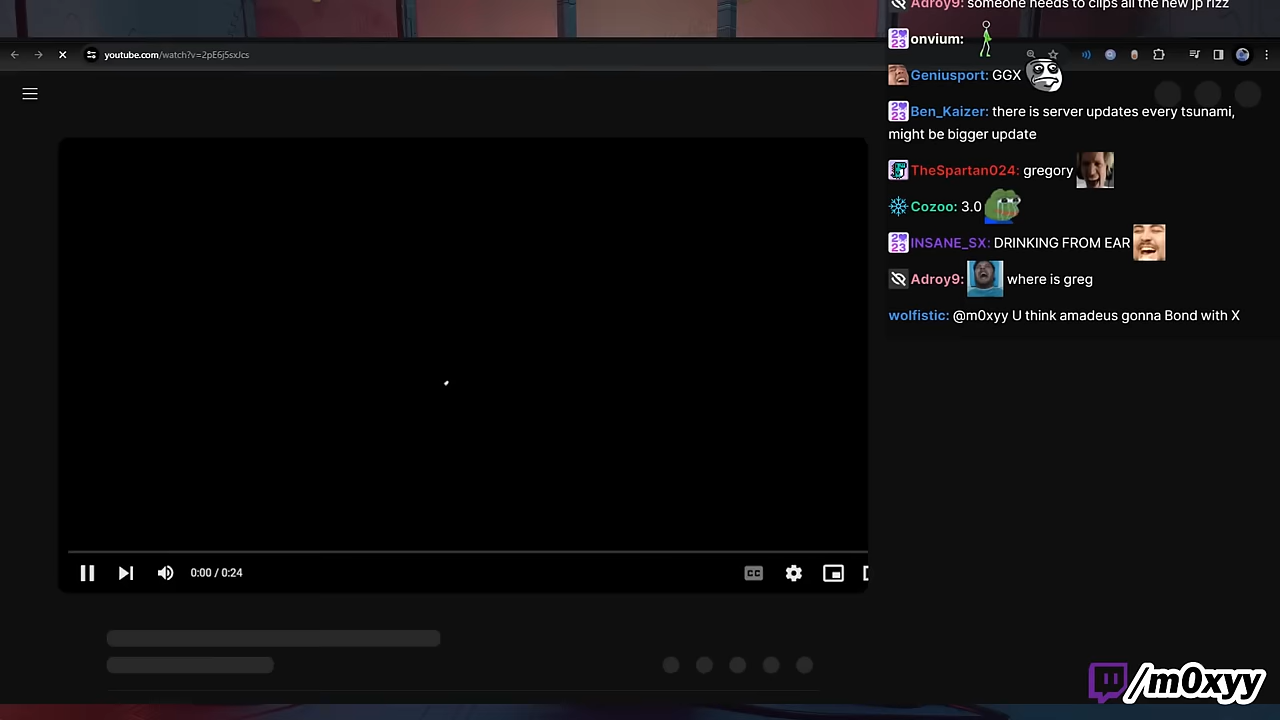 Adroy9: someone needs to clips all the new jp rizz
youtube.com/watch?v=2pE6J5sxJcs
onvium:
Geniusport: GGX
Ben_Kaizer: there is server updates every tsunami,
might be bigger update
TheSpartan024: gregory
Cozoo: 3.0
INSANE_SX: DRINKING FROM EAR
Adroy9: where is greg
wolfistic: @m0xyy U think amadeus gonna Bond with X
0:00 / 0:24
CC
/m0xyy